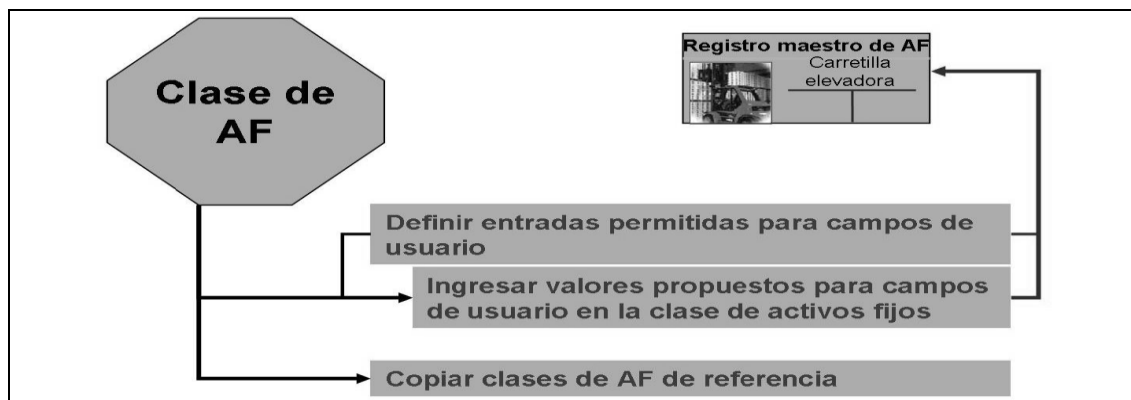 Clase de
AF
Registro maestro de AF
Carretilla
elevadora
Definir entradas permitidas para campos de
usuario
Ingresar valores propuestos para campos
de usuario en la clase de activos fijos
Copiar clases de AF de referencia